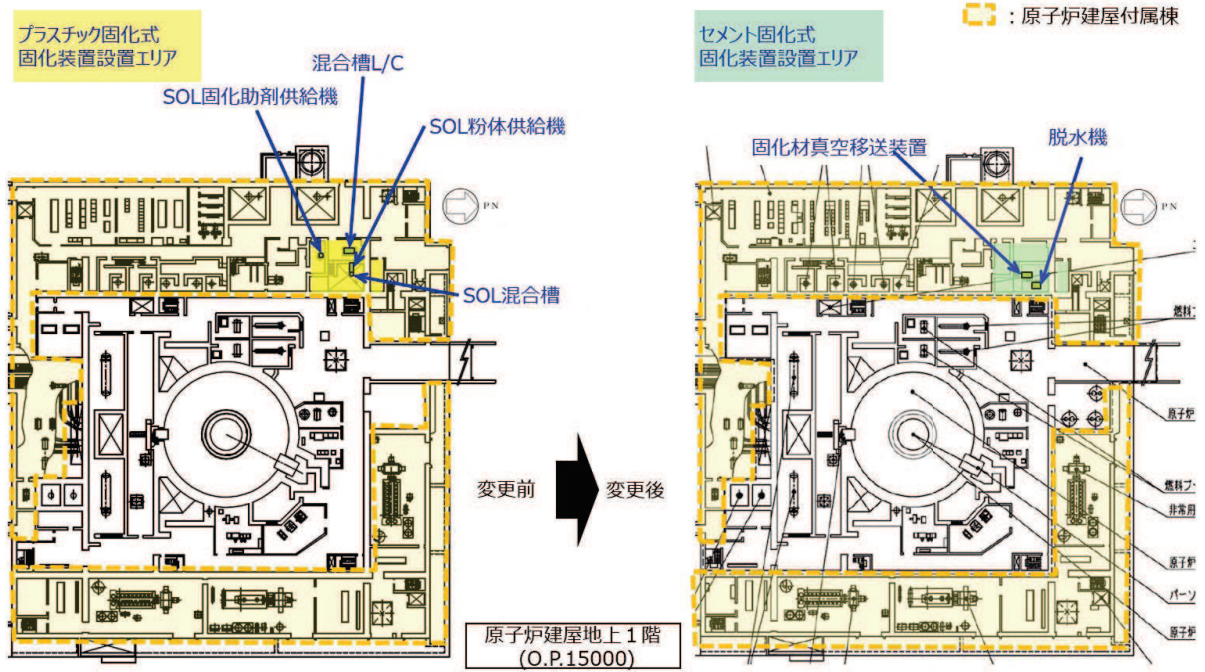 プラスチック固化式
固化装置設置エリア
混合槽L/C
SOL固化助剤供給機
SOL粉体供給機
SOL混合槽
PN
セメント固化式
固化装置設置エリア
：原子炉建屋付属棟
固化材真空移送装置
脱水機
PN
燃料プ
原子炉
燃料プ
非常用
原子炉
パーソ
原子炉
変更前
変更後
原子炉建屋地上１階
(O.P.15000)